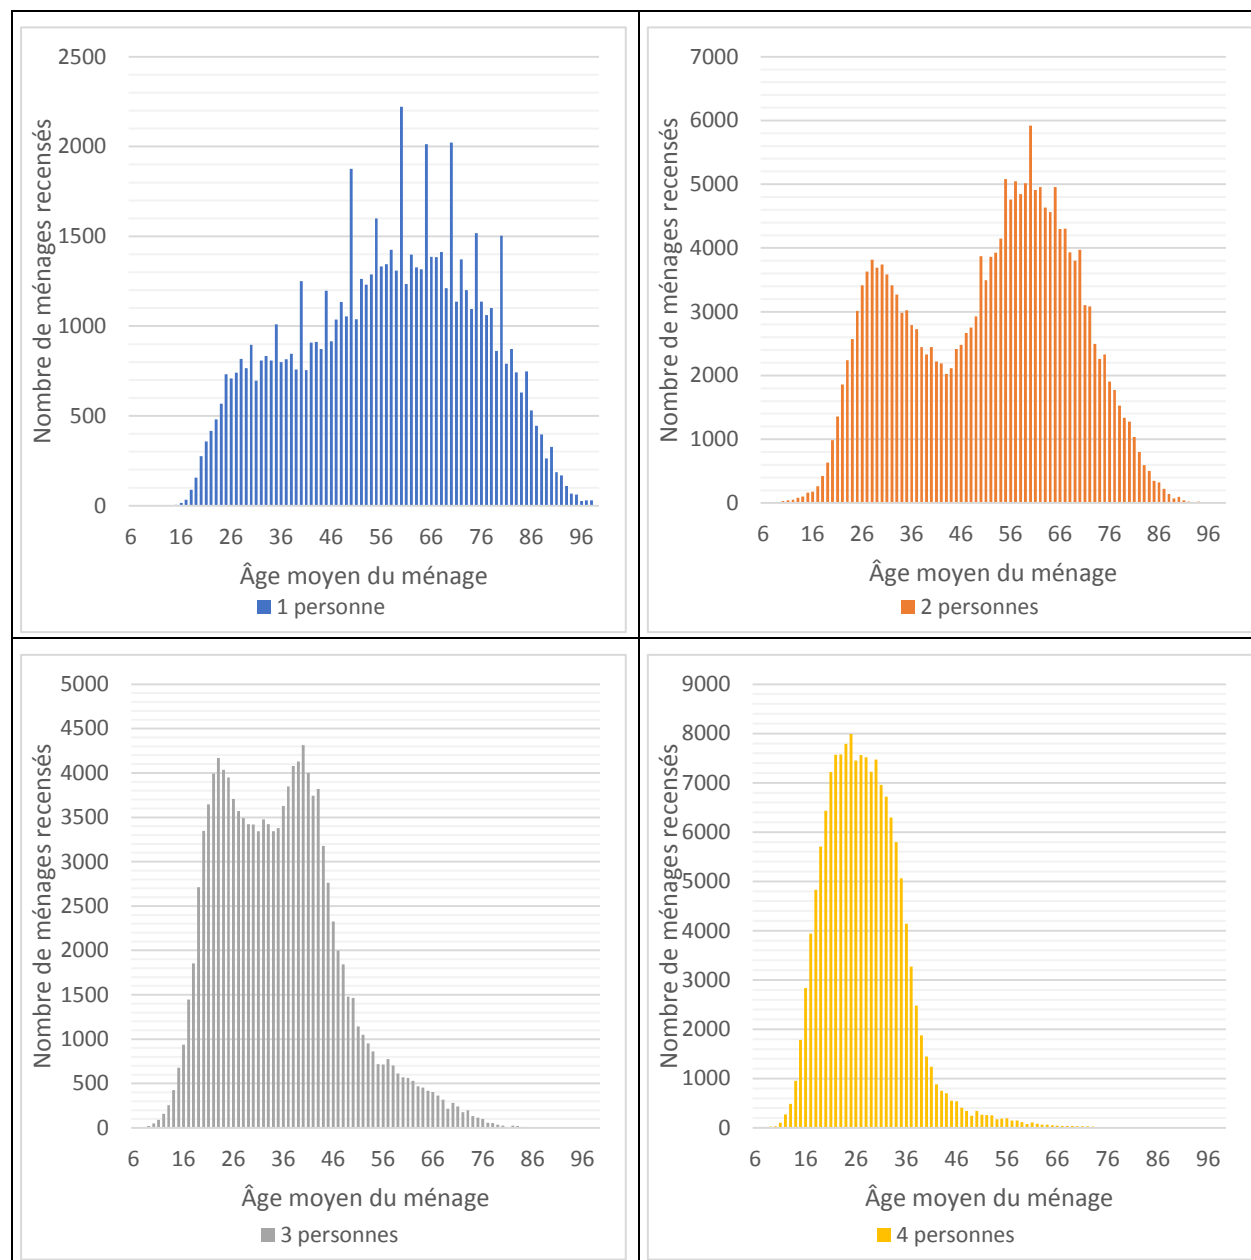 2500
2000
1500
1000
500
0
Nombre de ménages recensés
6 16 26 36 46 56 66 76 86 96
Âge moyen du ménage
1 personne
7000
6000
5000
4000
3000
2000
1000
0
Nombre de ménages recensés
6 16 26 36 46 56 66 76 86 96
Âge moyen du ménage
2 personnes
5000
4500
4000
3500
3000
2500
2000
1500
1000
500
0
Nombre de ménages recensés
6 16 26 36 46 56 66 76 86 96
Âge moyen du ménage
3 personnes
9000
8000
7000
6000
5000
4000
3000
2000
1000
0
Nombre de ménages recensés
6 16 26 36 46 56 66 76 86 96
Âge moyen du ménage
4 personnes